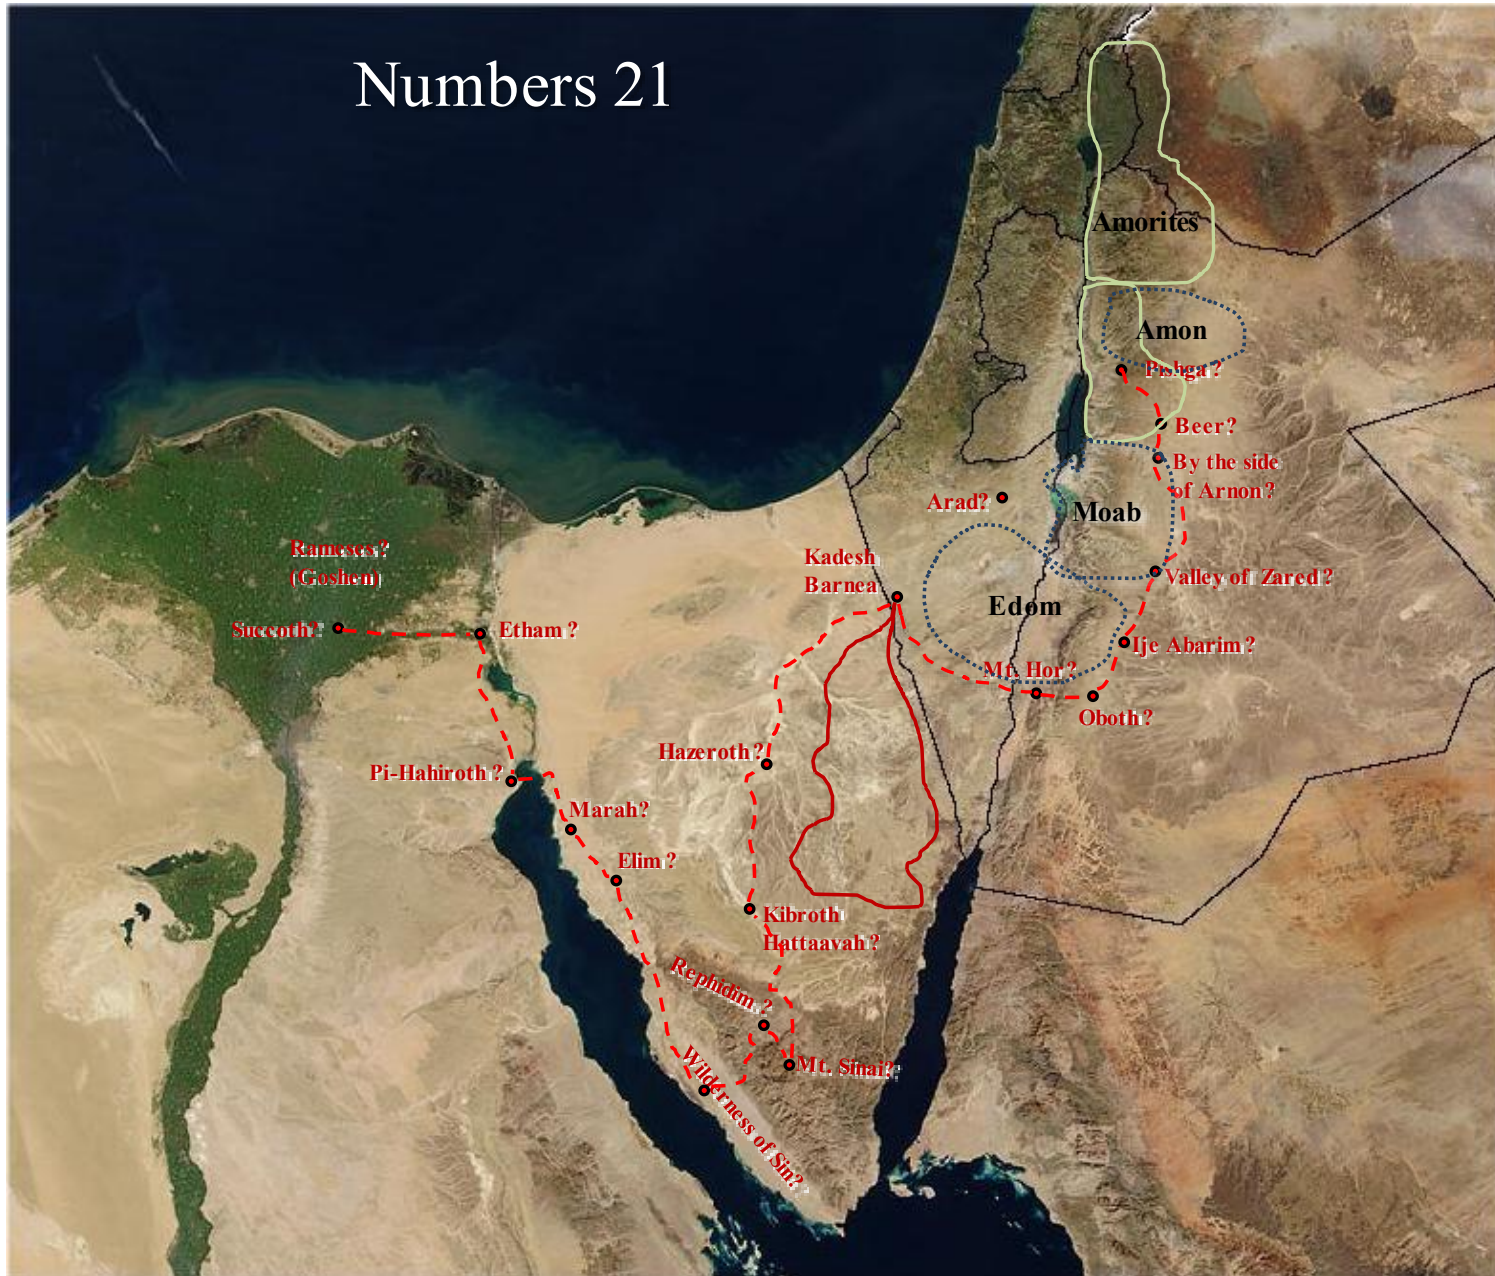 Numbers 21
Amorites
Amon
Pishga ?
Beer?
By the side
of Arnon?
Arad?
Moab
Kadesh
Barnea
Rameses ?
(Goshen)
Valley of Zared ?
Edom
Succoth?
Etham ?
Ije Abarim ?
Mt. Hor?
Oboth ?
Hazeroth ?
Pi-Hahiroth ?
Marah?
Elim ?
Kibroth
Hattaavah ?
Rephidim ?
Mt. Sinai?
Wilderness of Sin?